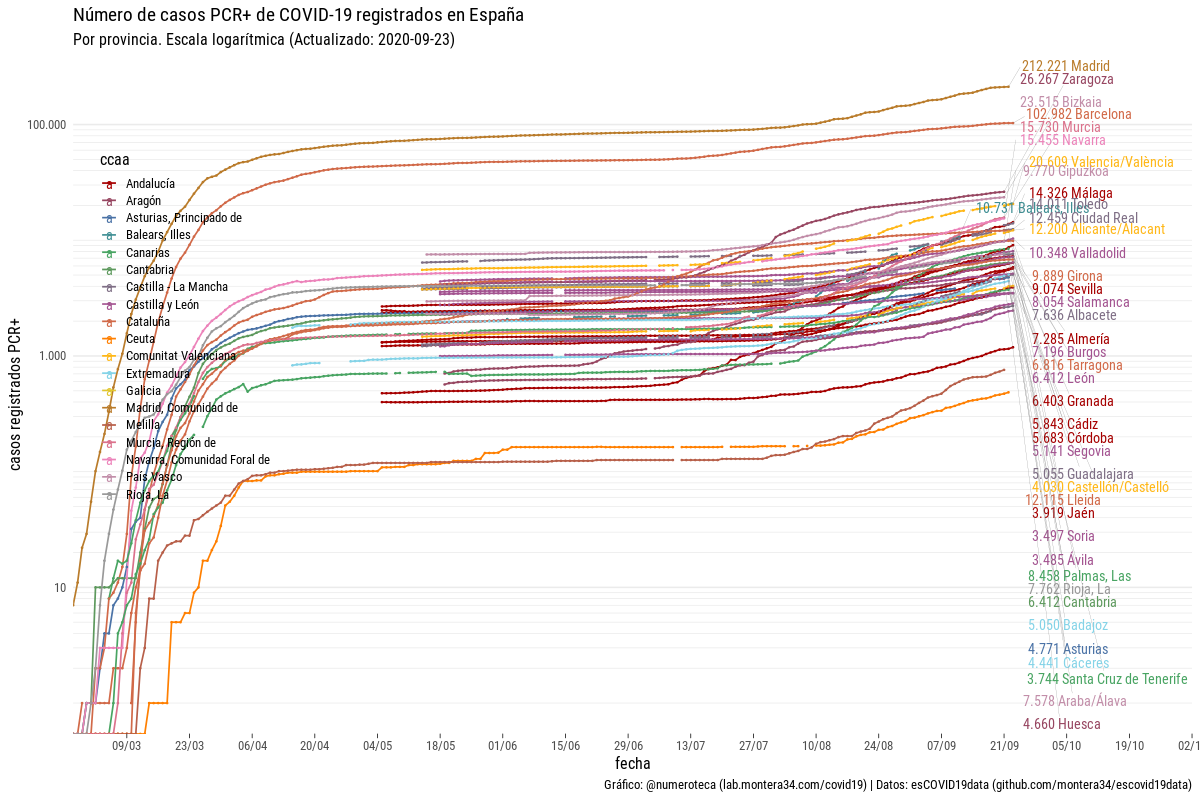 Número de casos PCR+ de COVID-19 registrados en España
Por provincia. Escala logarítmica (Actualizado: 2020-09-23)
casos registrados PCR+
100.000
1.000
10
ccaa
Andalucía
Aragón
Asturias, Principado de
Balears, Illes
Canarias
Cantabria
Castilla - La Mancha
Castilla y León
Cataluña
Ceuta
Comunitat Valenciana
Extremadura
Galicia
Madrid, Comunidad de
Melilla
Murcia, Región de
Navarra, Comunidad Foral de
País Vasco
Rioja, La
212.221 Madrid
26.267 Zaragoza
23.515 Bizkaia
102.982 Barcelona
15.730 Murcia
15.455 Navarra
20.609 Valencia/València
9.770 Gipuzkoa
14.326 Málaga
14.011 Toledo
10.731 Balears, Illes
12.459 Ciudad Real
12.200 Alicante/Alacant
10.348 Valladolid
9.889 Girona
9.074 Sevilla
8.054 Salamanca
7.636 Albacete
7.285 Almería
7.196 Burgos
6.816 Tarragona
6.412 León
6.403 Granada
5.843 Cádiz
5.683 Córdoba
5.141 Segovia
5.055 Guadalajara
4.030 Castellón/Castelló
12.115 Lleida
3.919 Jaén
3.497 Soria
3.485 Ávila
8.458 Palmas, Las
7.762 Rioja, La
6.412 Cantabria
5.050 Badajoz
4.771 Asturias
4.441 Cáceres
3.744 Santa Cruz de Tenerife
7.578 Araba/Álava
4.660 Huesca
09/03 23/03 06/04 20/04 04/05 18/05 01/06 15/06 29/06 13/07 27/07 10/08 24/08 07/09 21/09 05/10 19/10 02/1
fecha
Gráfico: @numeroteca (lab.montera34.com/covid19) | Datos: esCOVID19data (github.com/montera34/escovid19data)